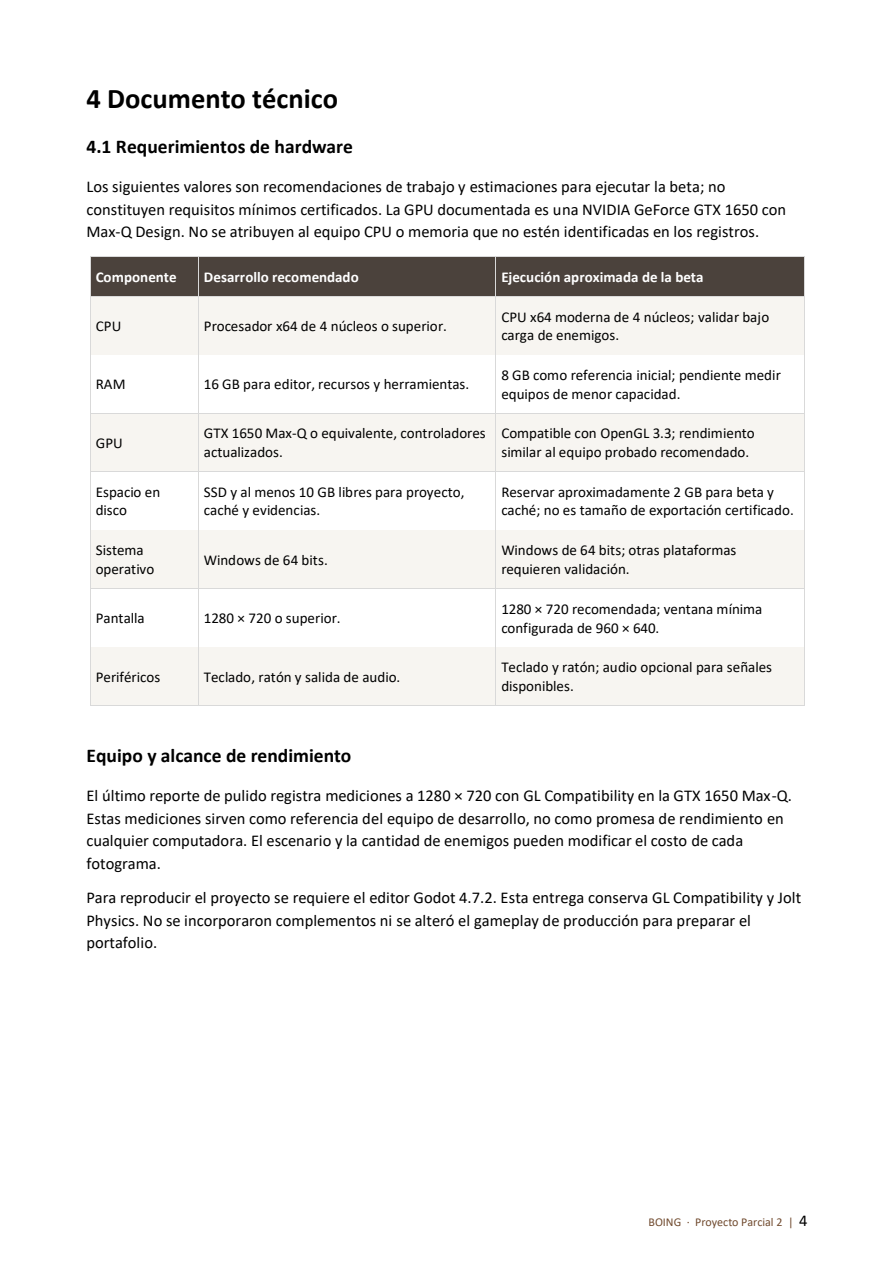 4 Documento técnico
4.1 Requerimientos de hardware
Los siguientes valores son recomendaciones de trabajo y estimaciones para ejecutar la beta; no
constituyen requisitos mínimos certificados. La GPU documentada es una NVIDIA GeForce GTX 1650 con
Max-Q Design. No se atribuyen al equipo CPU o memoria que no estén identificadas en los registros.
Componente Desarrollo recomendado Ejecución aproximada de la beta
CPU Procesador x64 de 4 núcleos o superior. CPU x64 moderna de 4 núcleos; validar bajo
carga de enemigos.
RAM 16 GB para editor, recursos y herramientas. 8 GB como referencia inicial; pendiente medir
equipos de menor capacidad.
GPU GTX 1650 Max-Q o equivalente, controladores
actualizados. Compatible con OpenGL 3.3; rendimiento
similar al equipo probado recomendado.
Espacio en
disco SSD y al menos 10 GB libres para proyecto,
caché y evidencias. Reservar aproximadamente 2 GB para beta y
caché; no es tamaño de exportación certificado.
Sistema
operativo Windows de 64 bits. Windows de 64 bits; otras plataformas
requieren validación.
Pantalla 1280 × 720 o superior. 1280 × 720 recomendada; ventana mínima
configurada de 960 × 640.
Periféricos Teclado, ratón y salida de audio. Teclado y ratón; audio opcional para señales
disponibles.
Equipo y alcance de rendimiento
El último reporte de pulido registra mediciones a 1280 × 720 con GL Compatibility en la GTX 1650 Max-Q.
Estas mediciones sirven como referencia del equipo de desarrollo, no como promesa de rendimiento en
cualquier computadora. El escenario y la cantidad de enemigos pueden modificar el costo de cada
fotograma.
Para reproducir el proyecto se requiere el editor Godot 4.7.2. Esta entrega conserva GL Compatibility y Jolt
Physics. No se incorporaron complementos ni se alteró el gameplay de producción para preparar el
portafolio.
BOING · Proyecto Parcial 2 | 4